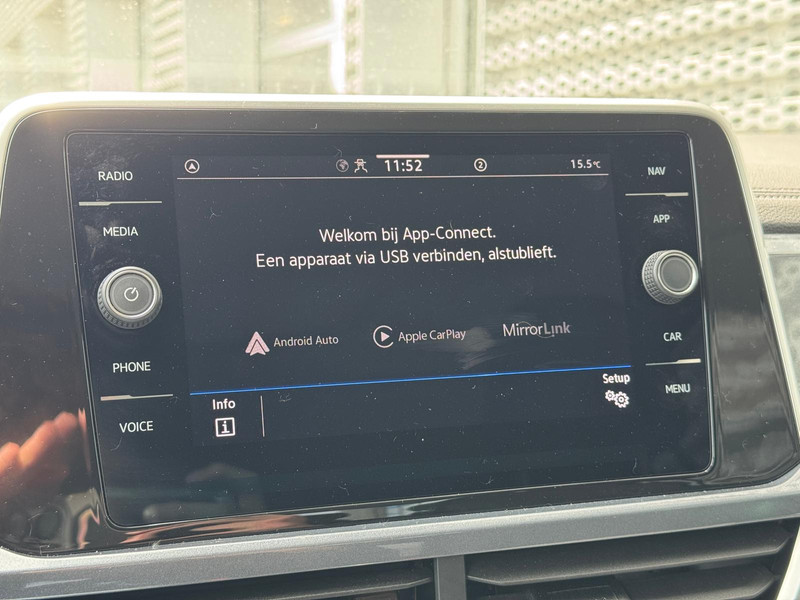 11:52
2
15.5°C
RADIO
MEDIA
PHONE
VOICE
Welkom bij App-Connect.
Een apparaat via USB verbinden, alstublieft.
Android Auto
Apple CarPlay
MirrorLink
Info
i
Setup
NAV
APP
CAR
MENU